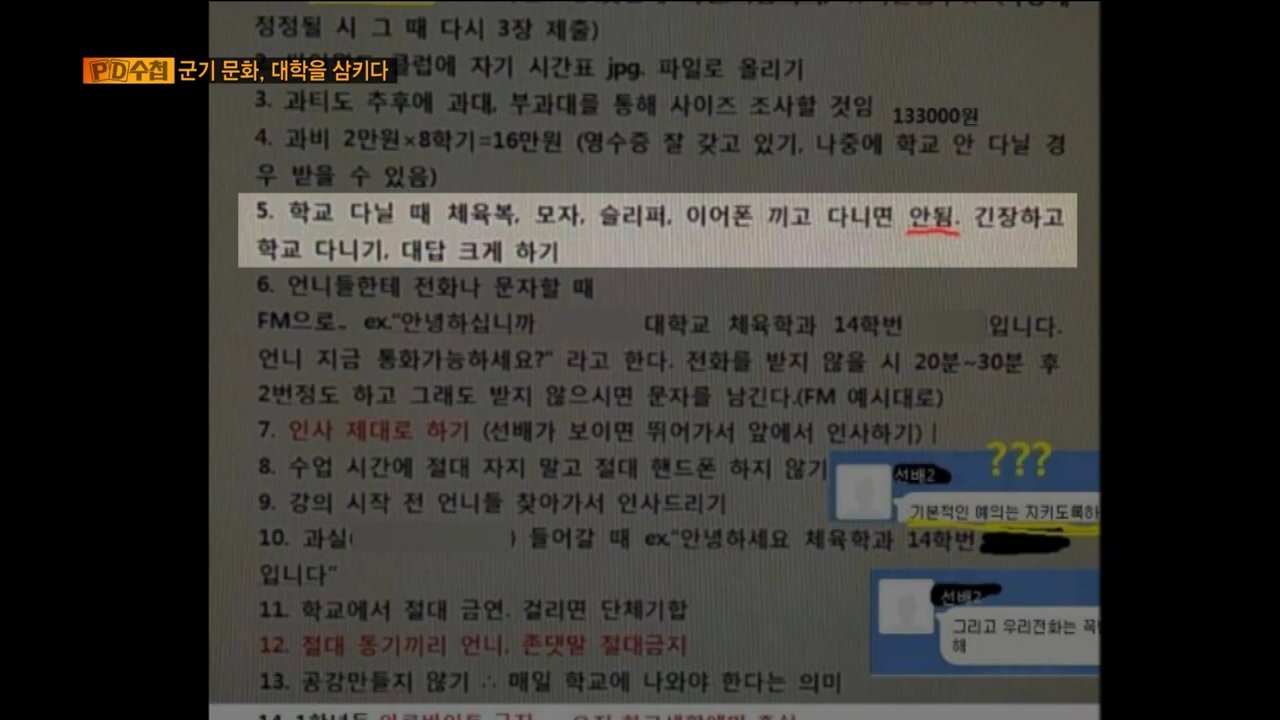 정정될 시 그 때 다시 3장 제출)
PD수첩 군기 문화, 대학을 삼키다
클럽에 자기 시간표 jpg. 파일로 올리기
3. 과티도 추후에 과대, 부과대를 통해 사이즈 조사할 것임 133000원
4. 과비 2만원×8학기=16만원 (영수증 잘 갖고 있기, 나중에 학교 안 다닐 경
우 받을 수 있음)
5. 학교 다닐 때 체육복, 모자, 슬리퍼, 이어폰 끼고 다니면 안됨. 긴장하고
학교 다니기, 대답 크게 하기
6. 언니들한테 전화나 문자할 때
FM으로.. ex."안녕하십니까 대학교 체육학과 14학번 입니다.
언니 지금 통화가능하세요?" 라고 한다. 전화를 받지 않을 시 20분~30분 후
2번정도 하고 그래도 받지 않으시면 문자를 남긴다.(FM 예시대로)
7. 인사 제대로 하기 (선배가 보이면 뛰어가서 앞에서 인사하기)
???
8. 수업 시간에 절대 자지 말고 절대 핸드폰 하지 않기
선배2
9. 강의 시작 전 언니들 찾아가서 인사드리기
기본적인 예의는 지키도록하
10. 과실( ) 들어갈 때 ex."안녕하세요 체육학과 14학번
입니다"
선배2
11. 학교에서 절대 금연. 걸리면 단체기합
그리고 우리전화는 꼭
해
12. 절대 동기끼리 언니, 존댓말 절대금지
13. 공강만들지 않기 ∴ 매일 학교에 나와야 한다는 의미